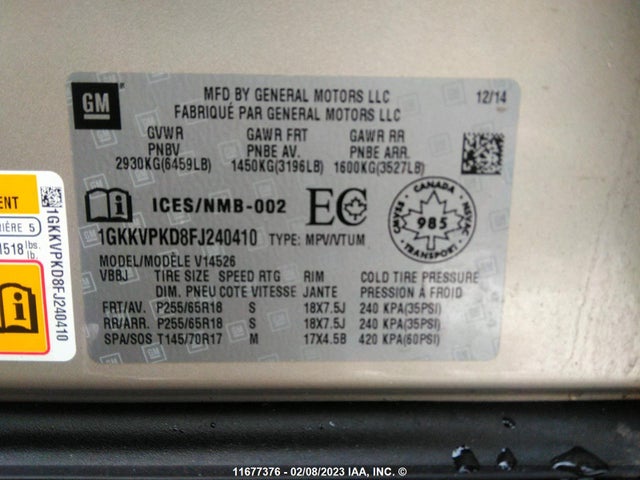 GM
MFD BY GENERAL MOTORS LLC 12/14
FABRIQUÉ PAR GENERAL MOTORS LLC
GVWR GAWR FRT GAWR RR
PNBV PNBE AV. PNBE ARR.
2930KG(6459LB) 1450KG(3196LB) 1600KG(3527LB)
ICES/NMB-002 EC
CANADA
CMVSS NSVAC
985
TRANSPORT
1GKKVPKD8FJ240410 TYPE: MPV/VTUM
MODEL/MODÈLE V14526
VBBJ TIRE SIZE SPEED RTG RIM COLD TIRE PRESSURE
DIM. PNEU COTE VITESSE JANTE PRESSION A FROID
FRT/AV. P255/65R18 S 18X7.5J 240 KPA(35PSI)
RR/ARR. P255/65R18 S 18X7.5J 240 KPA(35PSI)
SPA/SOS T145/70R17 M 17X4.5B 420 KPA(60PSI)
1GKKVPKD8FJ240410
11677376 - 02/08/2023 IAA, INC. ©